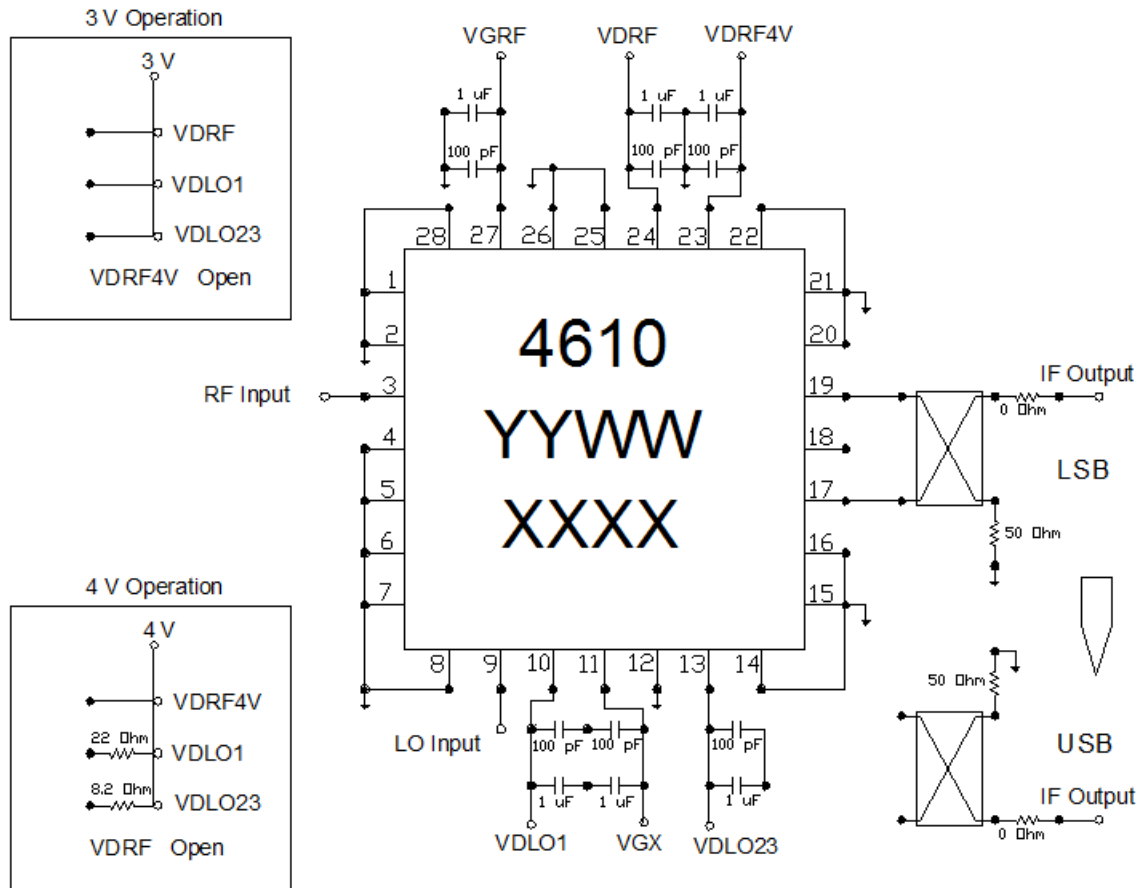 3 V Operation
3 V
VDRF
VDLO1
VDLO23
VDRF4V Open
4 V Operation
4 V
VDRF4V
22 Ohm
VDLO1
8.2 Ohm
VDLO23
VDRF Open
VGRF
VDRF
VDRF4V
1 uF
1 uF
1 uF
100 pF
100 pF
100 pF
28
27
26
25
24
23
22
1
2
3
4
5
6
7
RF Input
4610
YYWW
XXXX
21
20
19
18
17
16
15
8
9
10
11
12
13
14
LO Input
100 pF
100 pF
100 pF
1 uF
1 uF
1 uF
VDLO1
VGX
VDLO23
IF Output
0 Ohm
LSB
50 Ohm
50 Ohm
USB
IF Output
0 Ohm